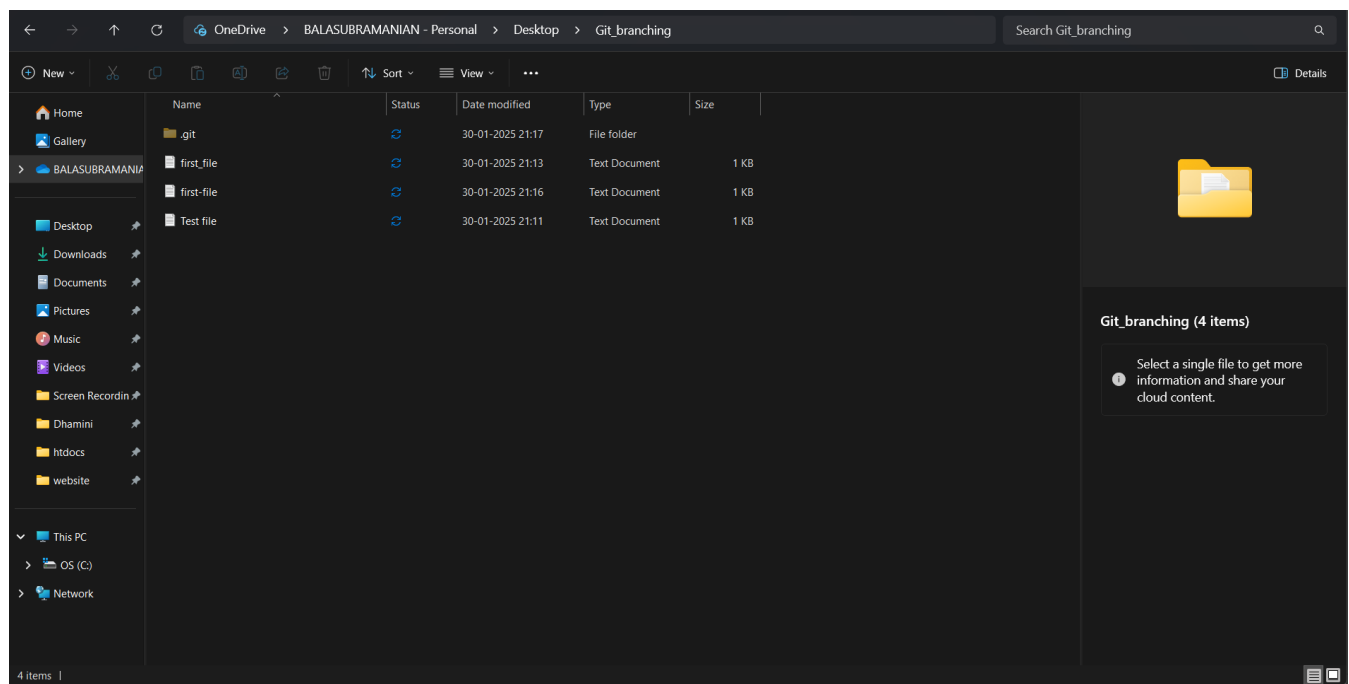 OneDrive > BALASUBRAMANIAN - Personal > Desktop > Git_branching
Search Git_branching
New
Sort
View
Details
Home
Gallery
BALASUBRAMANIA
Desktop
Downloads
Documents
Pictures
Music
Videos
Screen Recordin
Dhamini
htdocs
website
This PC
OS (C:)
Network
Name Status Date modified Type Size
.git 30-01-2025 21:17 File folder
first_file 30-01-2025 21:13 Text Document 1 KB
first-file 30-01-2025 21:16 Text Document 1 KB
Test file 30-01-2025 21:11 Text Document 1 KB
Git_branching (4 items)
Select a single file to get more
information and share your
cloud content.
4 items